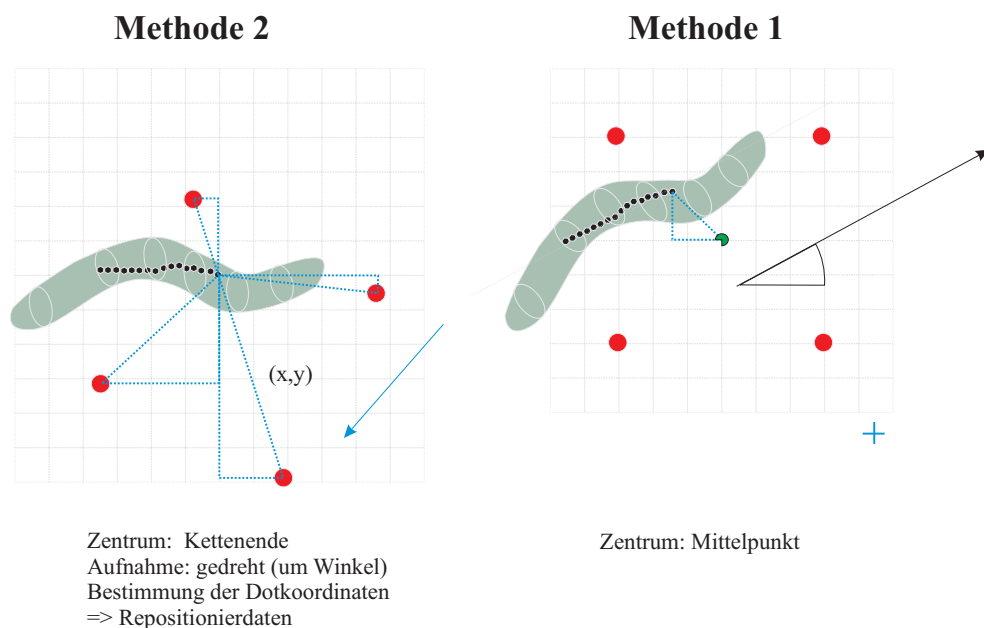 Methode 2
Methode 1
(x,y)
Zentrum: Kettenende
Aufnahme: gedreht (um Winkel)
Bestimmung der Dotkoordinaten
=> Repositionierdaten
Zentrum: Mittelpunkt